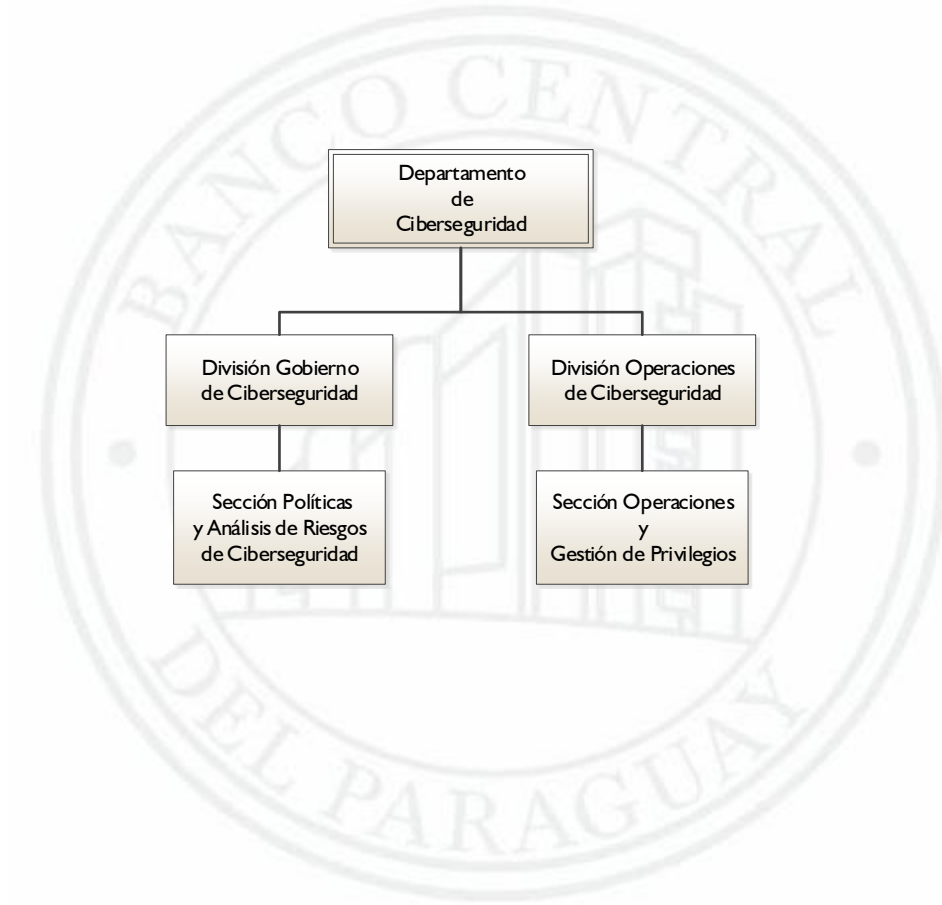 BANCO CENTRAL
DEL PARAGUAY
Departamento
de
Ciberseguridad
División Gobierno
de Ciberseguridad
División Operaciones
de Ciberseguridad
Sección Políticas
y Análisis de Riesgos
de Ciberseguridad
Sección Operaciones
y
Gestión de Privilegios